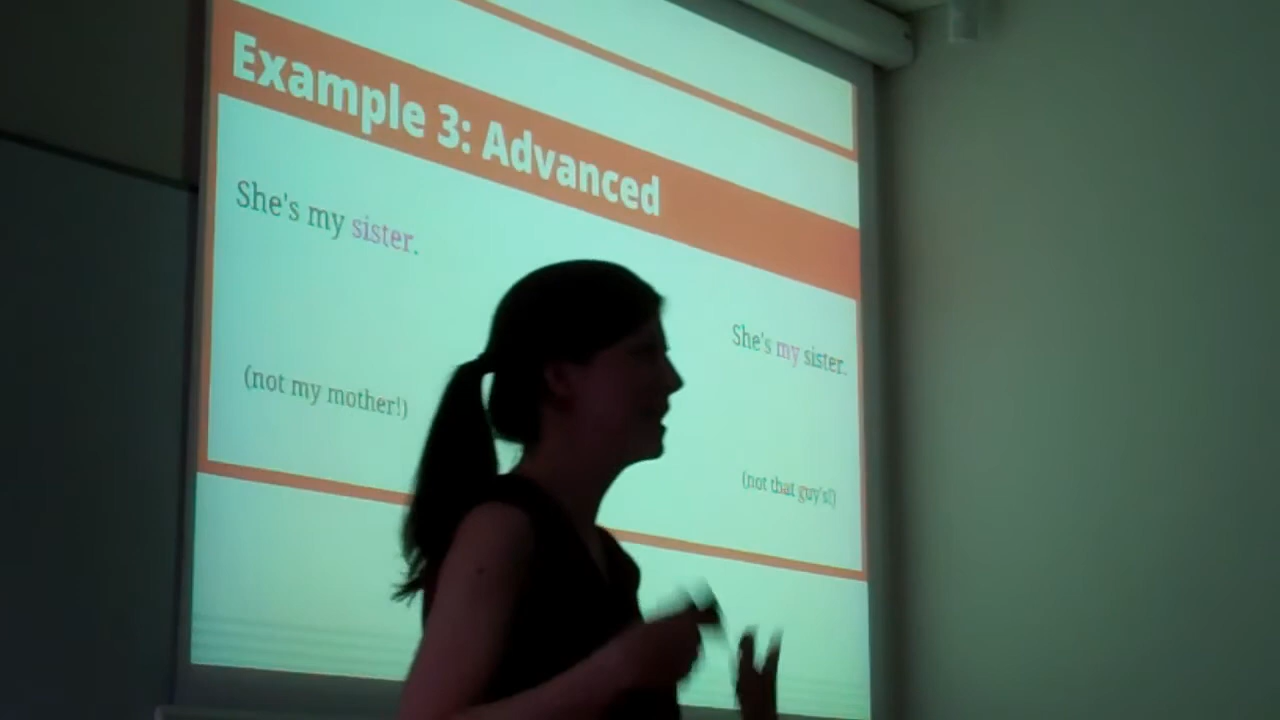 Example 3: Advanced
She's my sister.
(not my mother!)
She's my sister.
(not that guy's!)